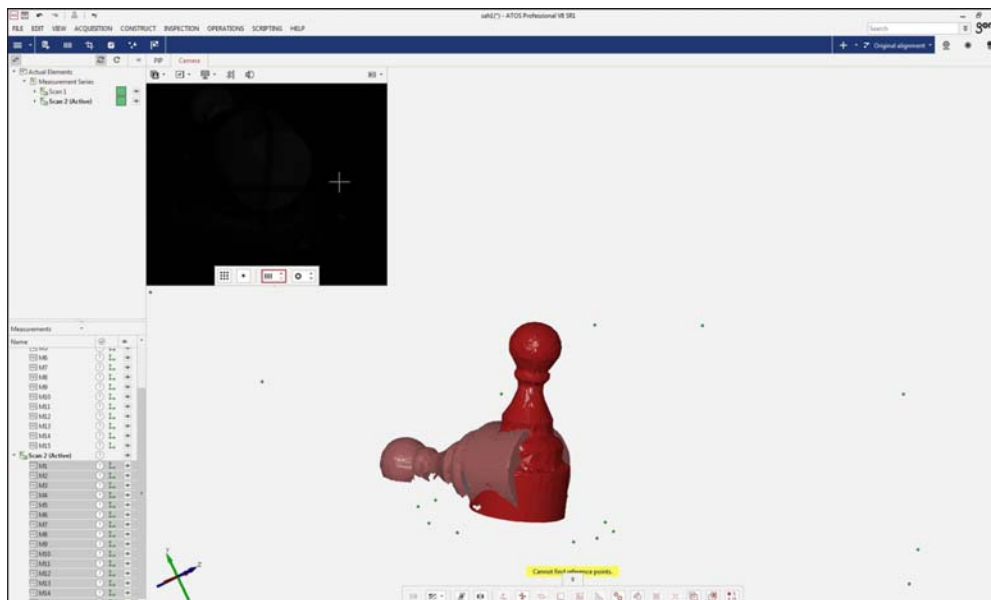 sah1(*) - ATOS Professional V8 SR1
FILE EDIT VIEW ACQUISITION CONSTRUCT INSPECTION OPERATIONS SCRIPTING HELP
Search
gom
Original alignment
PIP Camera
Actual Elements
Measurement Series
Scan 1
Scan 2 (Active)
Measurements
Name
M6
M7
M8
M9
M10
M11
M12
M13
M14
M15
Scan 2 (Active)
M1
M2
M3
M4
M5
M6
M7
M8
M9
M10
M11
M12
M13
M14
Y
Z
Cannot find reference points.